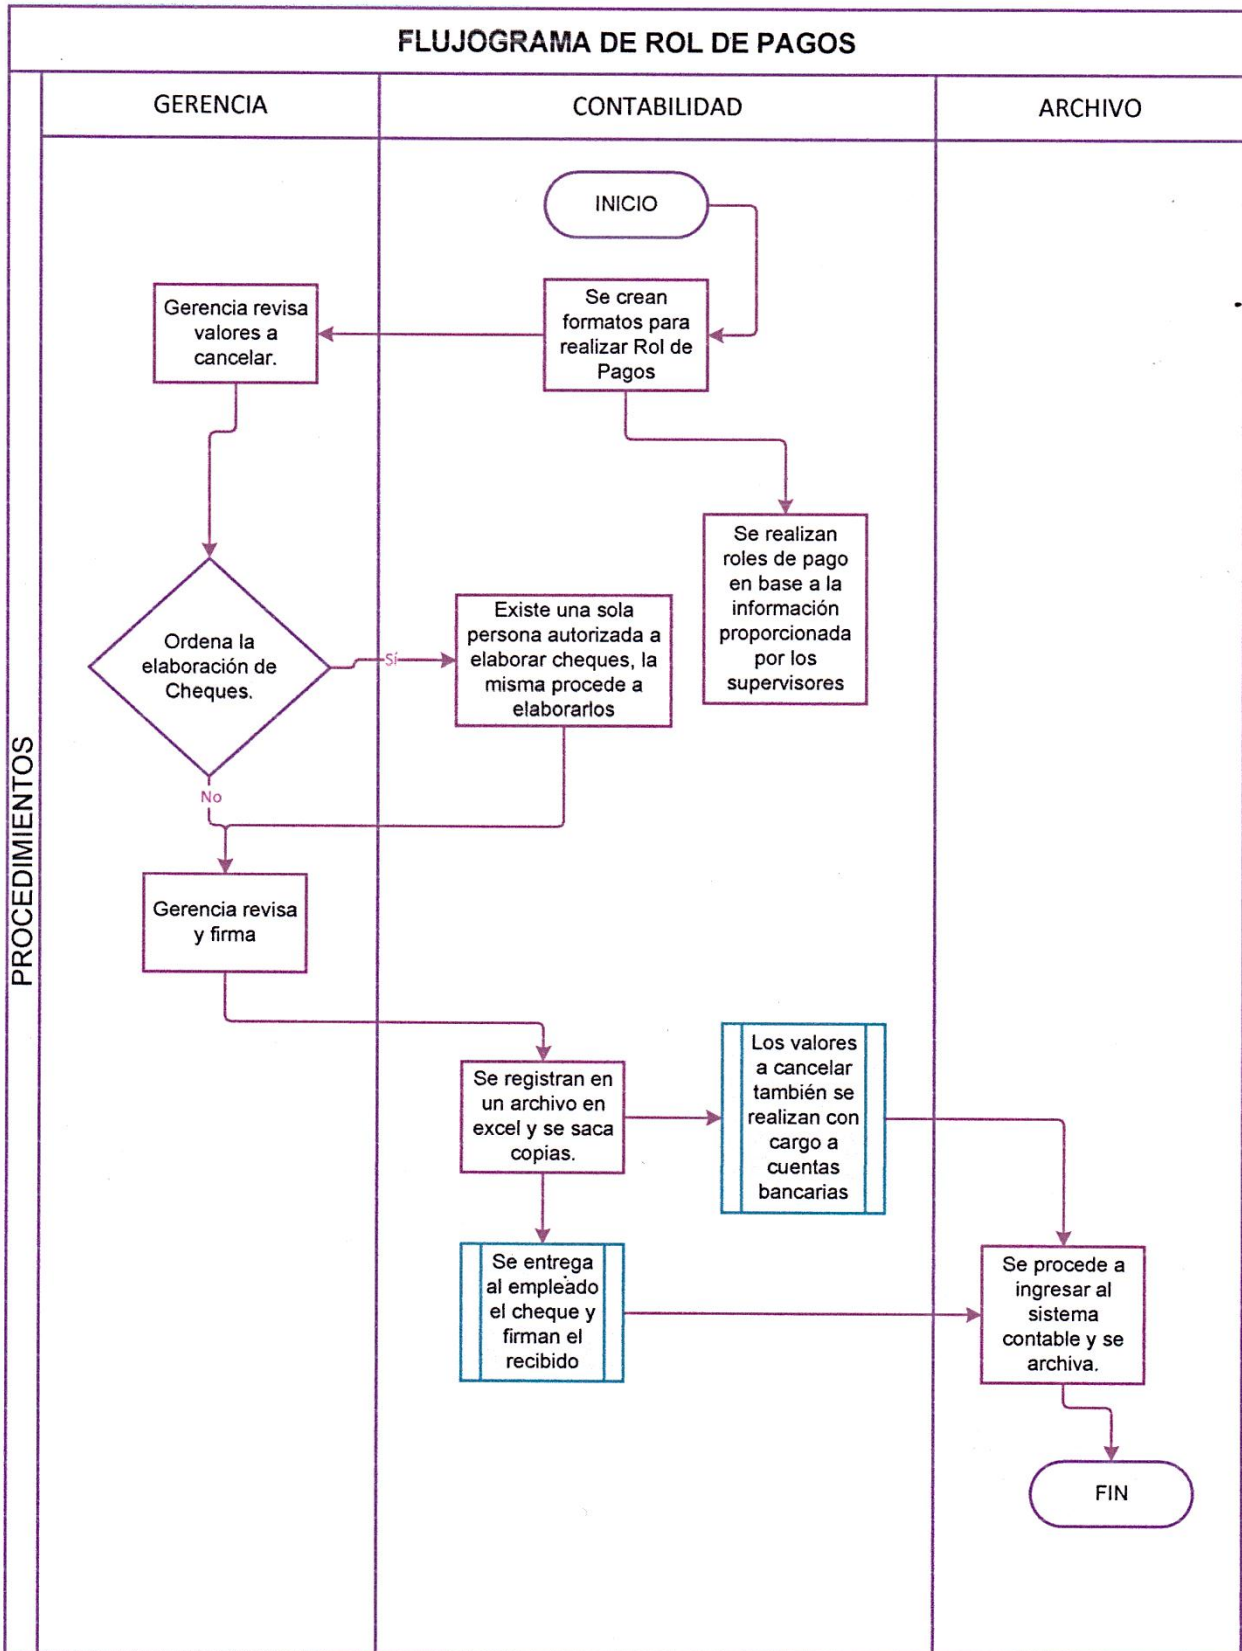 FLUJOGRAMA DE ROL DE PAGOS
GERENCIA
CONTABILIDAD
ARCHIVO
PROCEDIMIENTOS
INICIO
Se crean
formatos para
realizar Rol de
Pagos
Gerencia revisa
valores a
cancelar.
Se realizan
roles de pago
en base a la
información
proporcionada
por los
supervisores
Ordena la
elaboración de
Cheques.
Sí
Existe una sola
persona autorizada a
elaborar cheques, la
misma procede a
elaborarlos
No
Gerencia revisa
y firma
Se registran en
un archivo en
excel y se saca
copias.
Los valores
a cancelar
también se
realizan con
cargo a
cuentas
bancarias
Se entrega
al empleado
el cheque y
firman el
recibido
Se procede a
ingresar al
sistema
contable y se
archiva.
FIN